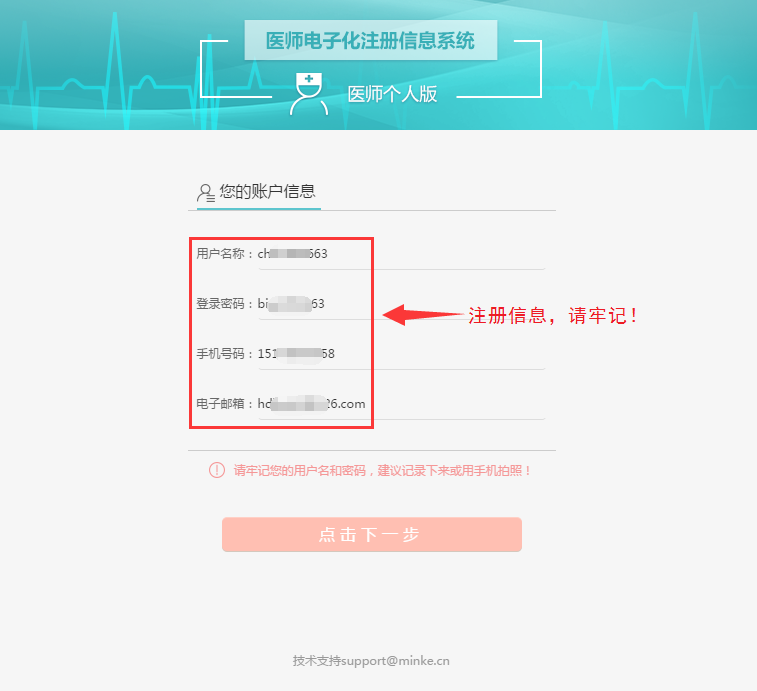 医师电子化注册信息系统
医师个人版
您的账户信息
用户名称：ch 663
登录密码：bi 63
注册信息，请牢记！
手机号码：151 58
电子邮箱：hd 26.com
请牢记您的用户名和密码，建议记录下来或用手机拍照！
点击下一步
技术支持support@minke.cn